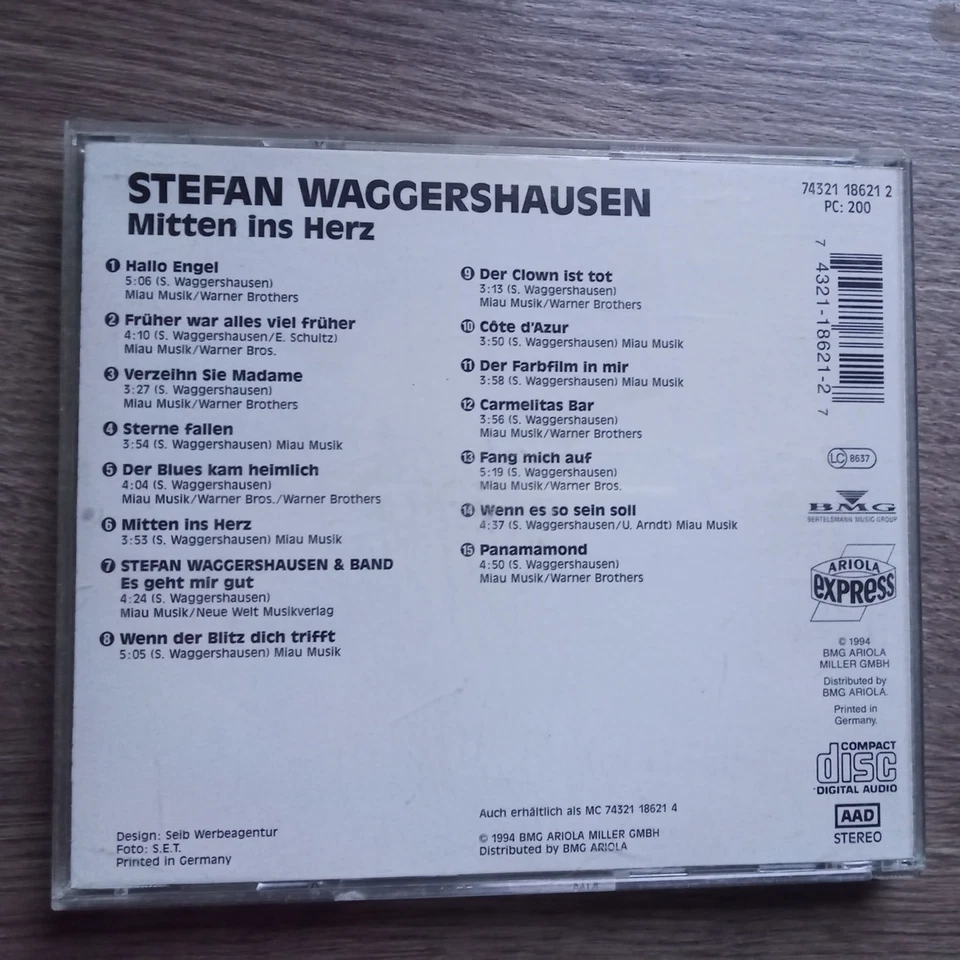 STEFAN WAGGERSHAUSEN
Mitten ins Herz
1 Hallo Engel
5:06 (S. Waggershausen)
Miau Musik/Warner Brothers
2 Früher war alles viel früher
4:10 (S. Waggershausen/E. Schultz)
Miau Musik/Warner Bros.
3 Verzeihn Sie Madame
3:27 (S. Waggershausen)
Miau Musik/Warner Brothers
4 Sterne fallen
3:54 (S. Waggershausen) Miau Musik
5 Der Blues kam heimlich
4:04 (S. Waggershausen)
Miau Musik/Warner Bros./Warner Brothers
6 Mitten ins Herz
3:53 (S. Waggershausen) Miau Musik
7 STEFAN WAGGERSHAUSEN & BAND
Es geht mir gut
4:24 (S. Waggershausen)
Miau Musik/Neue Welt Musikverlag
8 Wenn der Blitz dich trifft
5:05 (S. Waggershausen) Miau Musik
9 Der Clown ist tot
3:13 (S. Waggershausen)
Miau Musik/Warner Brothers
10 Côte d'Azur
3:50 (S. Waggershausen) Miau Musik
11 Der Farbfilm in mir
3:58 (S. Waggershausen) Miau Musik
12 Carmelitas Bar
3:56 (S. Waggershausen)
Miau Musik/Warner Brothers
13 Fang mich auf
5:19 (S. Waggershausen)
Miau Musik/Warner Bros.
14 Wenn es so sein soll
4:37 (S. Waggershausen/U. Arndt) Miau Musik
15 Panamamond
4:50 (S. Waggershausen)
Miau Musik/Warner Brothers
Design: Seib Werbeagentur
Foto: S.E.T.
Printed in Germany
Auch erhältlich als MC 74321 18621 4
© 1994 BMG ARIOLA MILLER GMBH
Distributed by BMG ARIOLA
74321 18621 2
PC: 200
7 4321-18621-2 7
LC 8637
BMG
BERTELSMANN MUSIC GROUP
ARIOLA
EXPRESS
© 1994
BMG ARIOLA
MILLER GMBH
Distributed by
BMG ARIOLA.
Printed in
Germany.
COMPACT
disc
DIGITAL AUDIO
AAD
STEREO